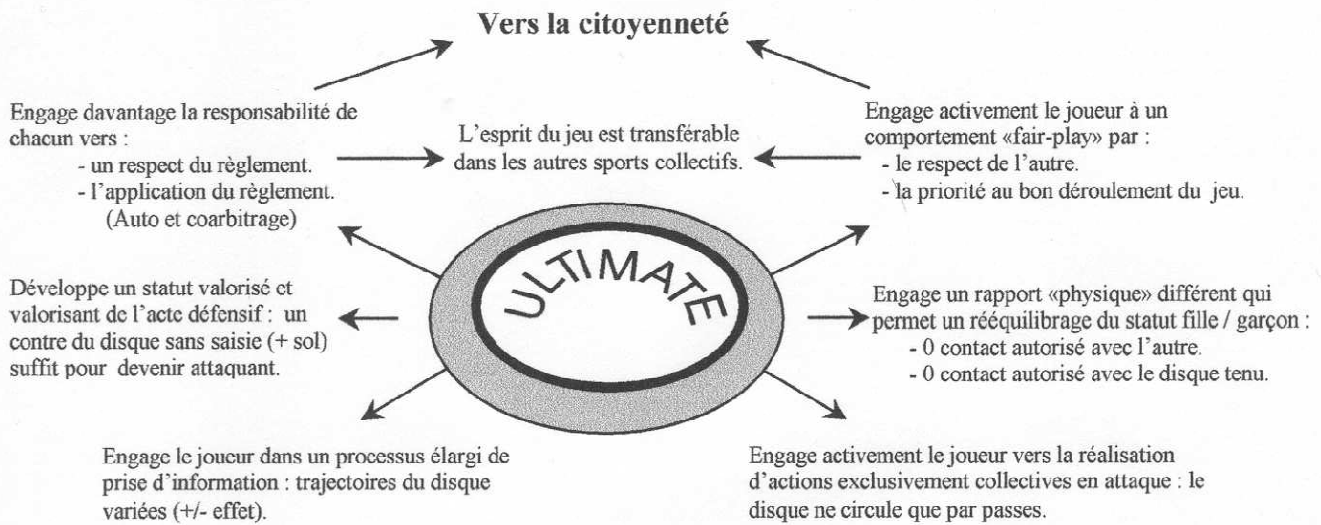 Vers la citoyenneté
Engage davantage la responsabilité de
chacun vers :
- un respect du règlement.
- l'application du règlement.
(Auto et coarbitrage)
L'esprit du jeu est transférable
dans les autres sports collectifs.
Engage activement le joueur à un
comportement «fair-play» par :
- le respect de l'autre.
- la priorité au bon déroulement du jeu.
ULTIMATE
Développe un statut valorisé et
valorisant de l'acte défensif : un
contre du disque sans saisie (+ sol)
suffit pour devenir attaquant.
Engage un rapport «physique» différent qui
permet un rééquilibrage du statut fille / garçon :
- 0 contact autorisé avec l'autre.
- 0 contact autorisé avec le disque tenu.
Engage le joueur dans un processus élargi de
prise d'information : trajectoires du disque
variées (+/- effet).
Engage activement le joueur vers la réalisation
d'actions exclusivement collectives en attaque : le
disque ne circule que par passes.